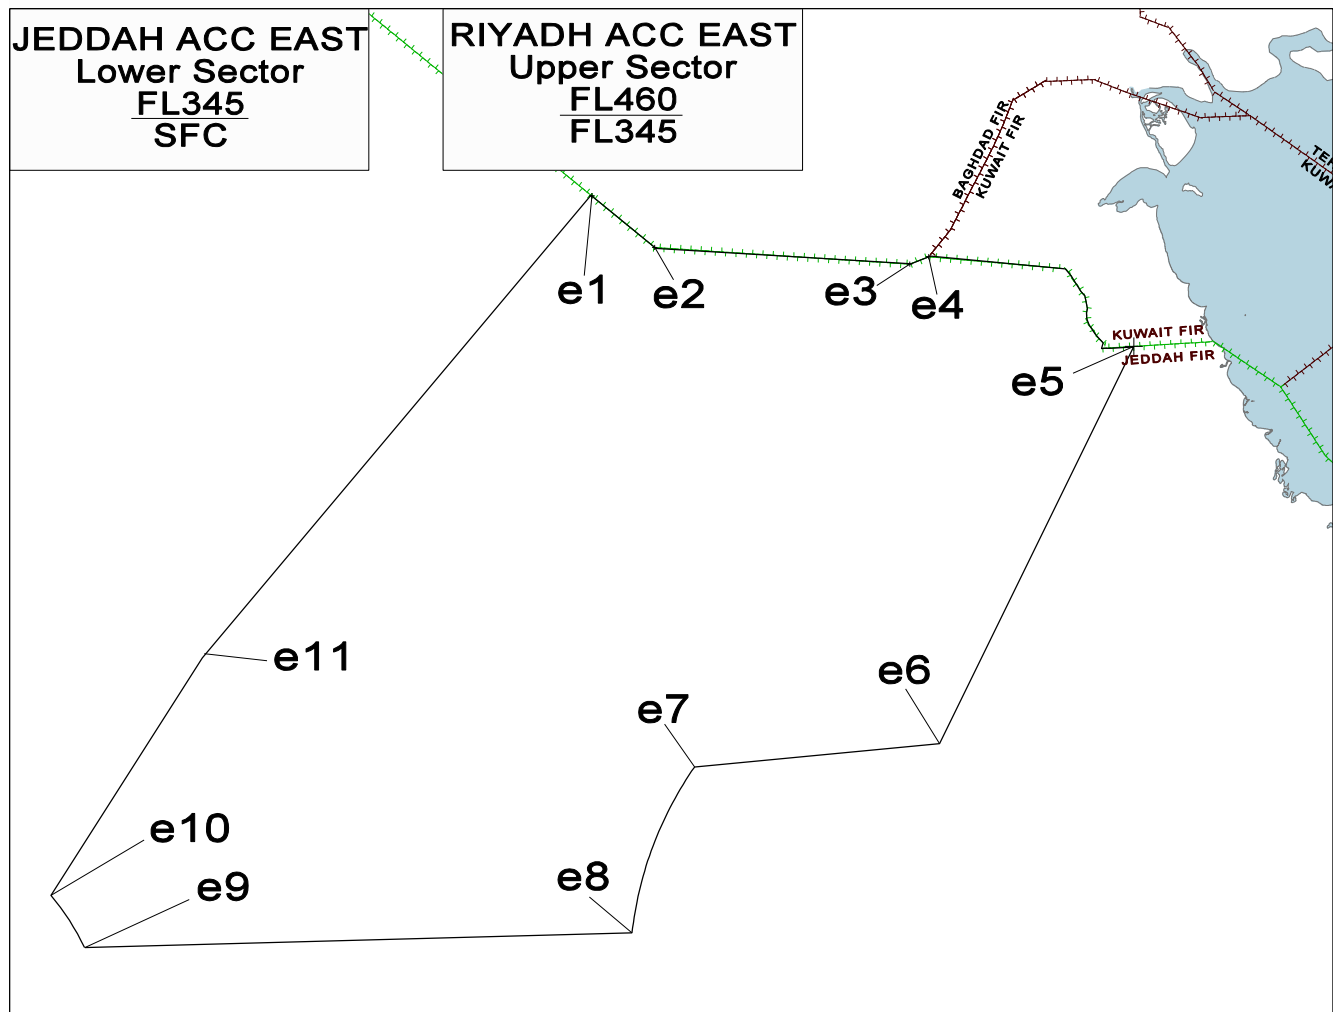 JEDDAH ACC EAST
Lower Sector
FL345
SFC
RIYADH ACC EAST
Upper Sector
FL460
FL345
BAGHDAD FIR
KUWAIT FIR
e1
e2
e3
e4
KUWAIT FIR
JEDDAH FIR
e5
e11
e6
e7
e10
e9
e8